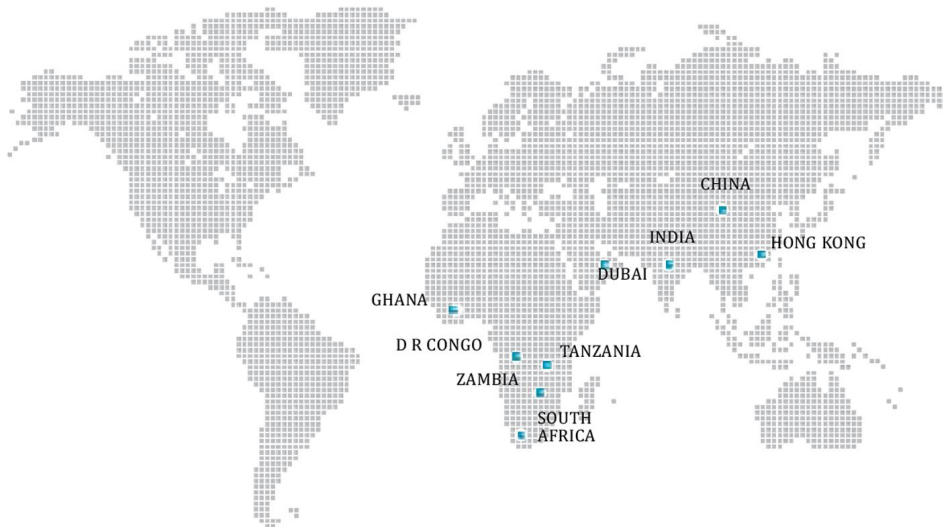 CHINA
INDIA
HONG KONG
DUBAI
GHANA
D R CONGO
TANZANIA
ZAMBIA
SOUTH
AFRICA